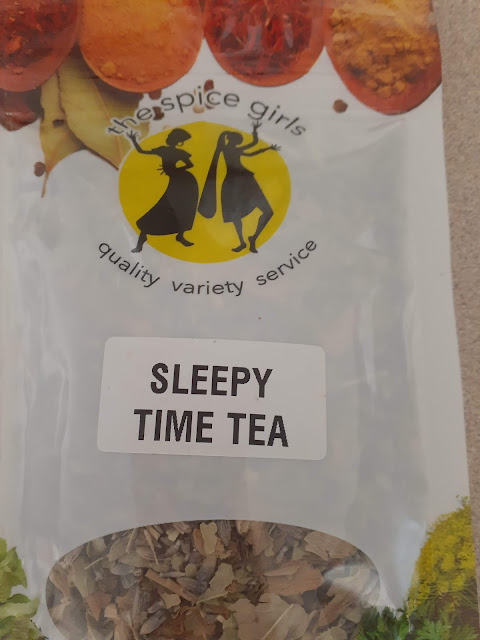 the spice girls
quality variety service
SLEEPY
TIME TEA